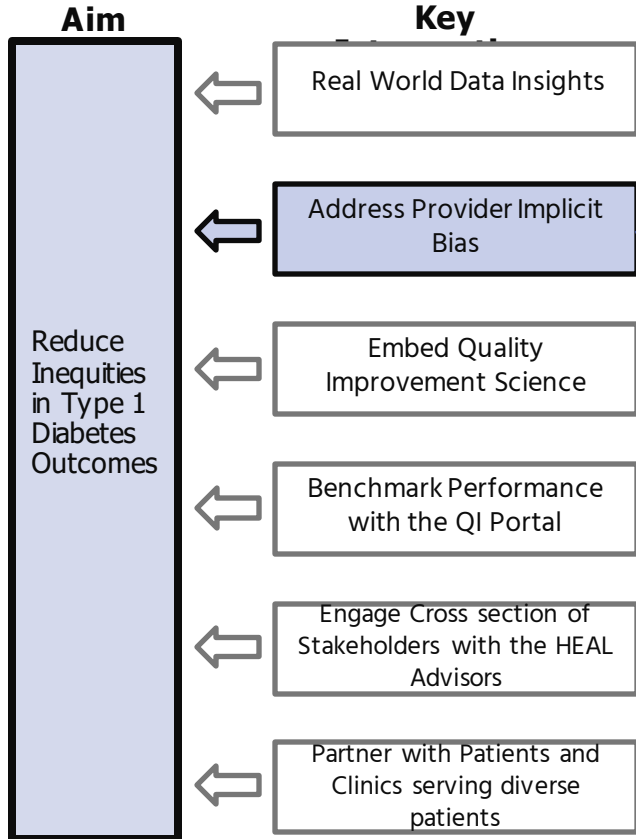 Aim
Key
Real World Data Insights
Address Provider Implicit
Bias
Reduce
Inequities
in Type 1
Diabetes
Outcomes
Embed Quality
Improvement Science
Benchmark Performance
with the QI Portal
Engage Cross section of
Stakeholders with the HEAL
Advisors
Partner with Patients and
Clinics serving diverse
patients